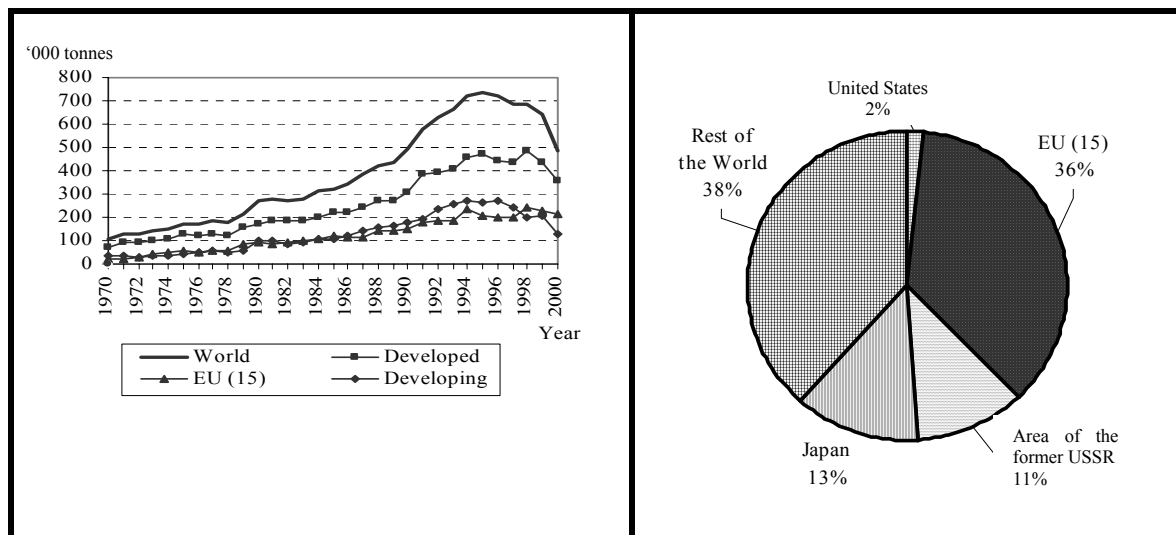 ‘000 tonnes
800
700
600
500
400
300
200
100
0
1970
1972
1974
1976
1978
1980
1982
1984
1986
1988
1990
1992
1994
1996
1998
2000
Year
World
Developed
EU (15)
Developing
United States
2%
Rest of
the World
38%
EU (15)
36%
Japan
13%
Area of the
former USSR
11%